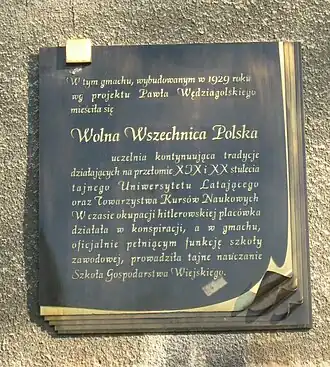 W tym gmachu, wybudowanym w 1929 roku
wg projektu Pawła Wędziagolskiego
mieściła się
Wolna Wszechnica Polska
uczelnia kontynuująca tradycje
działających na przełomie XIX i XX stulecia
tajnego Uniwersytetu Latającego
oraz Towarzystwa Kursów Naukowych
W czasie okupacji hitlerowskiej placówka
działała w konspiracji, a w gmachu,
oficjalnie pełniącym funkcję szkoły
zawodowej, prowadziła tajne nauczanie
Szkoła Gospodarstwa Wiejskiego.